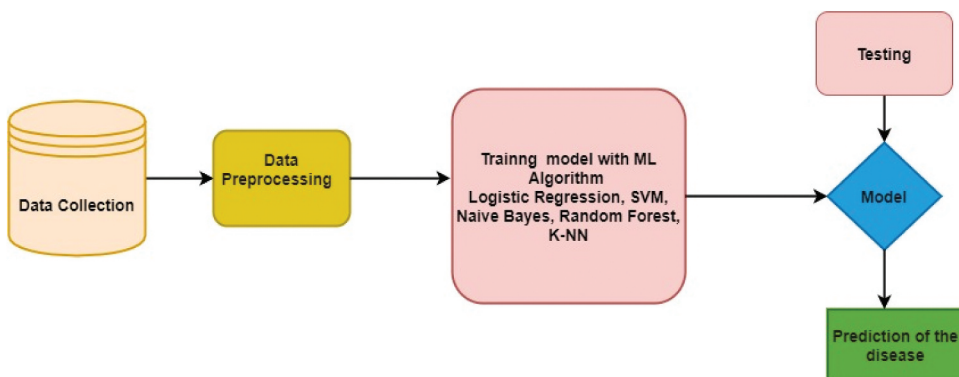 Data Collection
Data
Preprocessing
Trainng model with ML
Algorithm
Logistic Regression, SVM,
Naive Bayes, Random Forest,
K-NN
Testing
Model
Prediction of the
disease